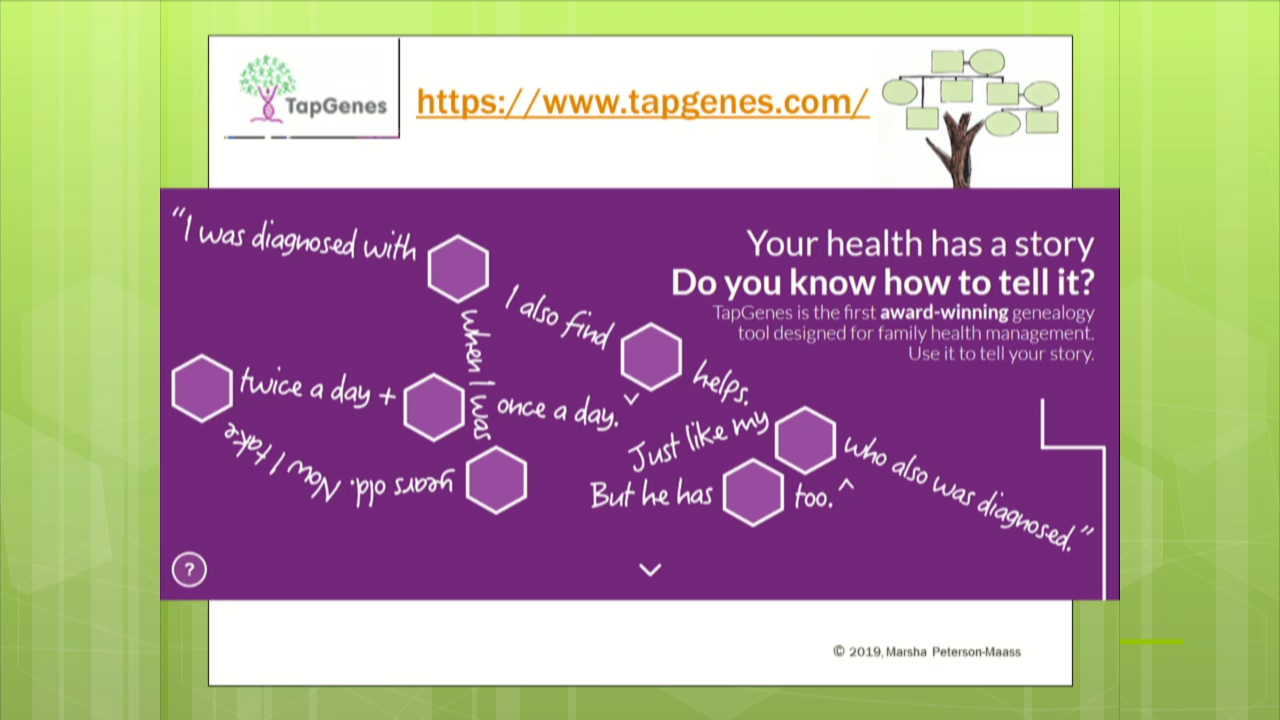 TapGenes
https://www.tapgenes.com/
"I was diagnosed with
when I was
years old. Now I take
twice a day +
once a day.
I also find
helps.
Just like my
who also was diagnosed."
But he has
too.
Your health has a story
Do you know how to tell it?
TapGenes is the first award-winning genealogy
tool designed for family health management.
Use it to tell your story.
?
© 2019, Marsha Peterson-Maass